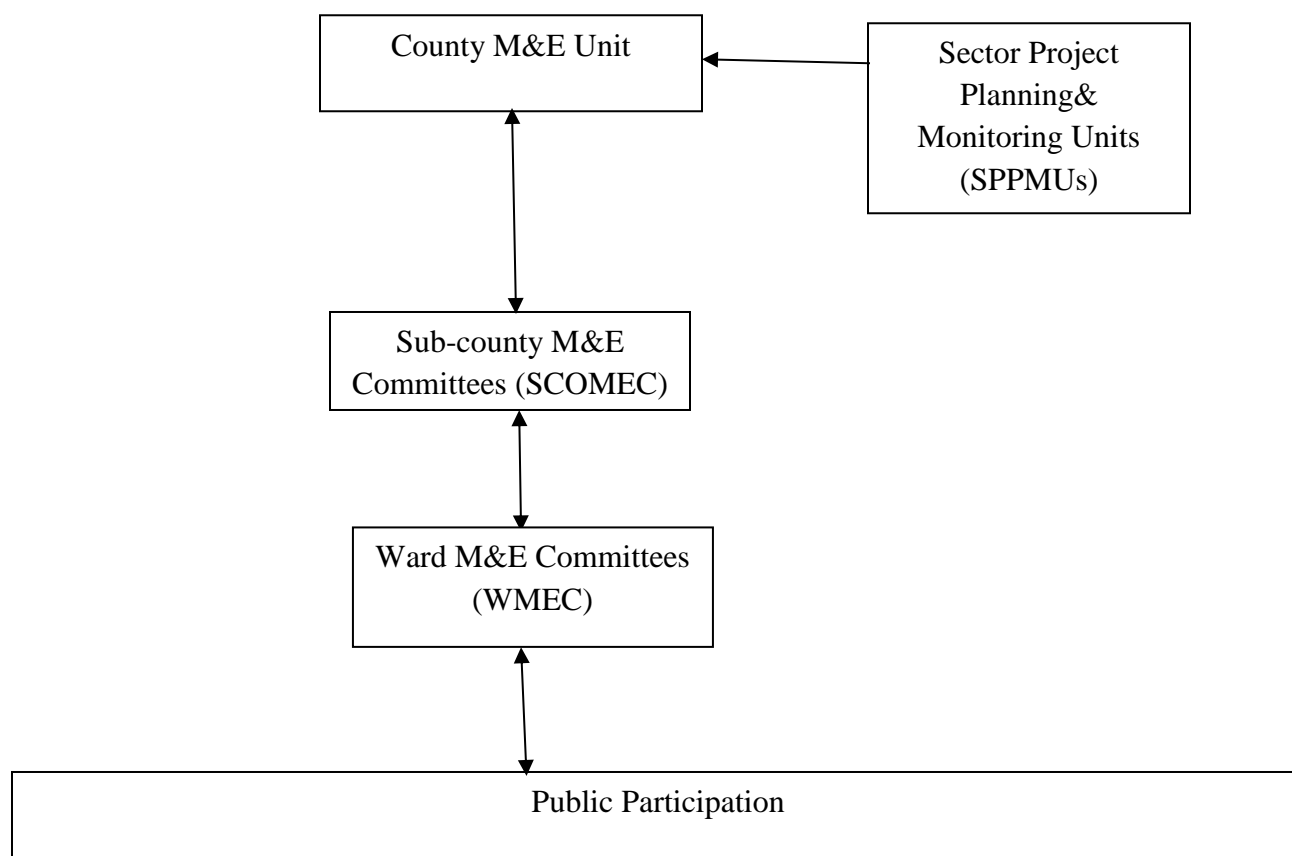 County M&E Unit
Sector Project
Planning&
Monitoring Units
(SPPMUs)
Sub-county M&E
Committees (SCOMEC)
Ward M&E Committees
(WMEC)
Public Participation